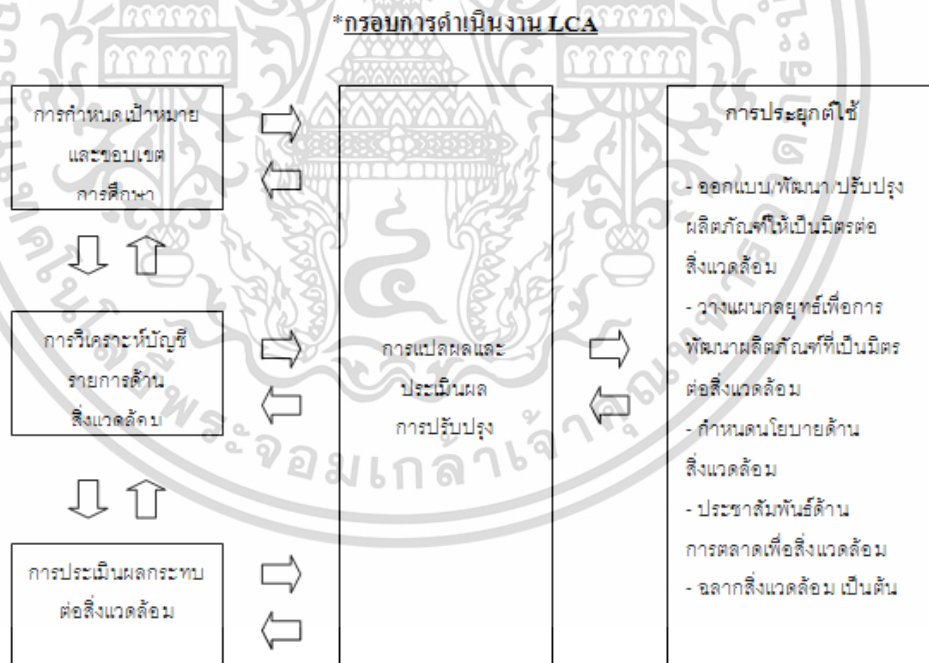 *กรอบการดำเนินงาน LCA
การกำหนดเป้าหมาย
และขอบเขต
การศึกษา
การวิเคราะห์บัญชี
รายการด้าน
สิ่งแวดล้อม
การประเมินผลกระทบ
ต่อสิ่งแวดล้อม
การแปลผลและ
ประเมินผล
การปรับปรุง
การประยุกต์ใช้
- ออกแบบ/พัฒนา/ปรับปรุง
ผลิตภัณฑ์ให้เป็นมิตรต่อ
สิ่งแวดล้อม
- วางแผนกลยุทธ์เพื่อการ
พัฒนาผลิตภัณฑ์ที่เป็นมิตร
ต่อสิ่งแวดล้อม
- กำหนดนโยบายด้าน
สิ่งแวดล้อม
- ประชาสัมพันธ์ด้าน
การตลาดเพื่อสิ่งแวดล้อม
- ฉลากสิ่งแวดล้อม เป็นต้น